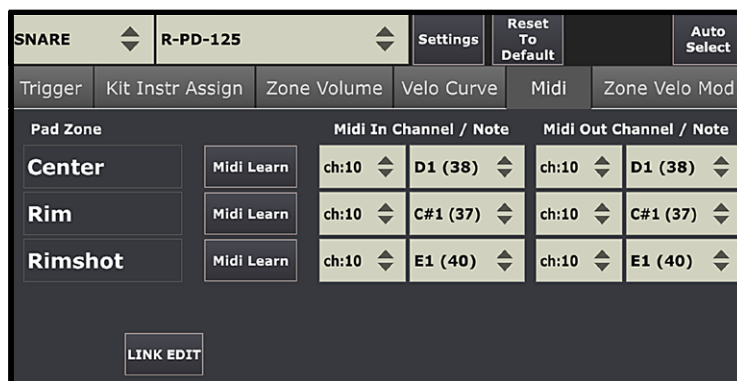 SNARE R-PD-125 Settings Reset To Default Auto Select
Trigger Kit Instr Assign Zone Volume Velo Curve Midi Zone Velo Mod
Pad Zone Midi In Channel / Note Midi Out Channel / Note
Center Midi Learn ch:10 D1 (38) ch:10 D1 (38)
Rim Midi Learn ch:10 C#1 (37) ch:10 C#1 (37)
Rimshot Midi Learn ch:10 E1 (40) ch:10 E1 (40)
LINK EDIT